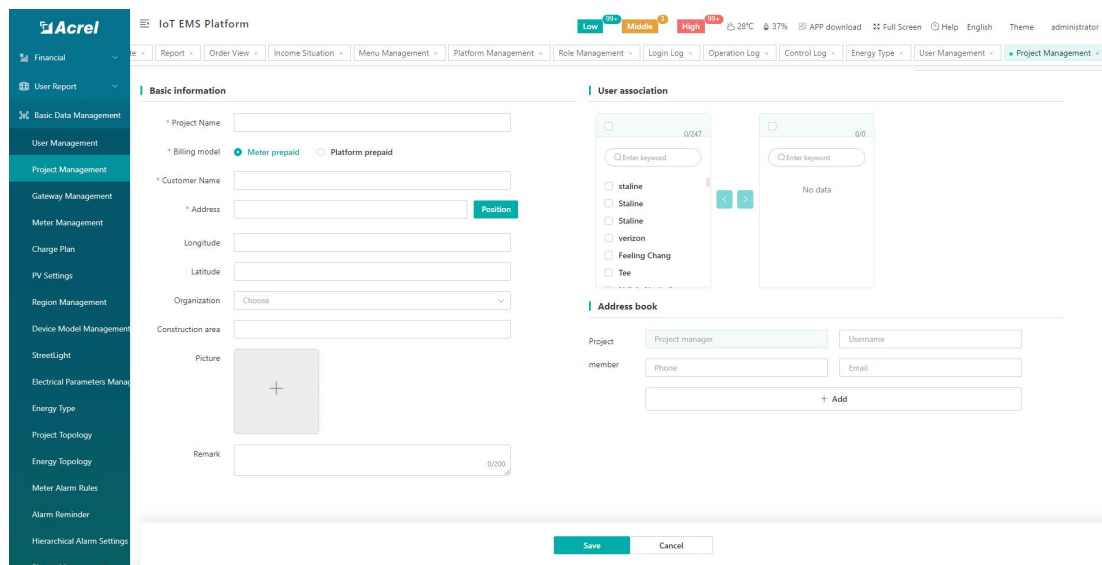 Acrel
IoT EMS Platform
Low 99+ Middle 3 High 99+ 28℃ 37% APP download Full Screen Help English Theme administrator
Report × Order View × Income Situation × Menu Management × Platform Management × Role Management × Login Log × Operation Log × Control Log × Energy Type × User Management × Project Management ×
Financial
User Report
Basic Data Management
User Management
Project Management
Gateway Management
Meter Management
Charge Plan
PV Settings
Region Management
Device Model Management
StreetLight
Electrical Parameters Manag
Energy Type
Project Topology
Energy Topology
Meter Alarm Rules
Alarm Reminder
Hierarchical Alarm Settings
Basic information
* Project Name
* Billing model Meter prepaid Platform prepaid
* Customer Name
* Address Position
Longitude
Latitude
Organization Choose
Construction area
Picture
+
Remark
0/200
User association
0/247
Enter keyword
staline
Staline
Staline
verizon
Feeling Chang
Tee
< >
0/0
Enter keyword
No data
Address book
Project member
Project manager Username
Phone Email
+ Add
Save Cancel